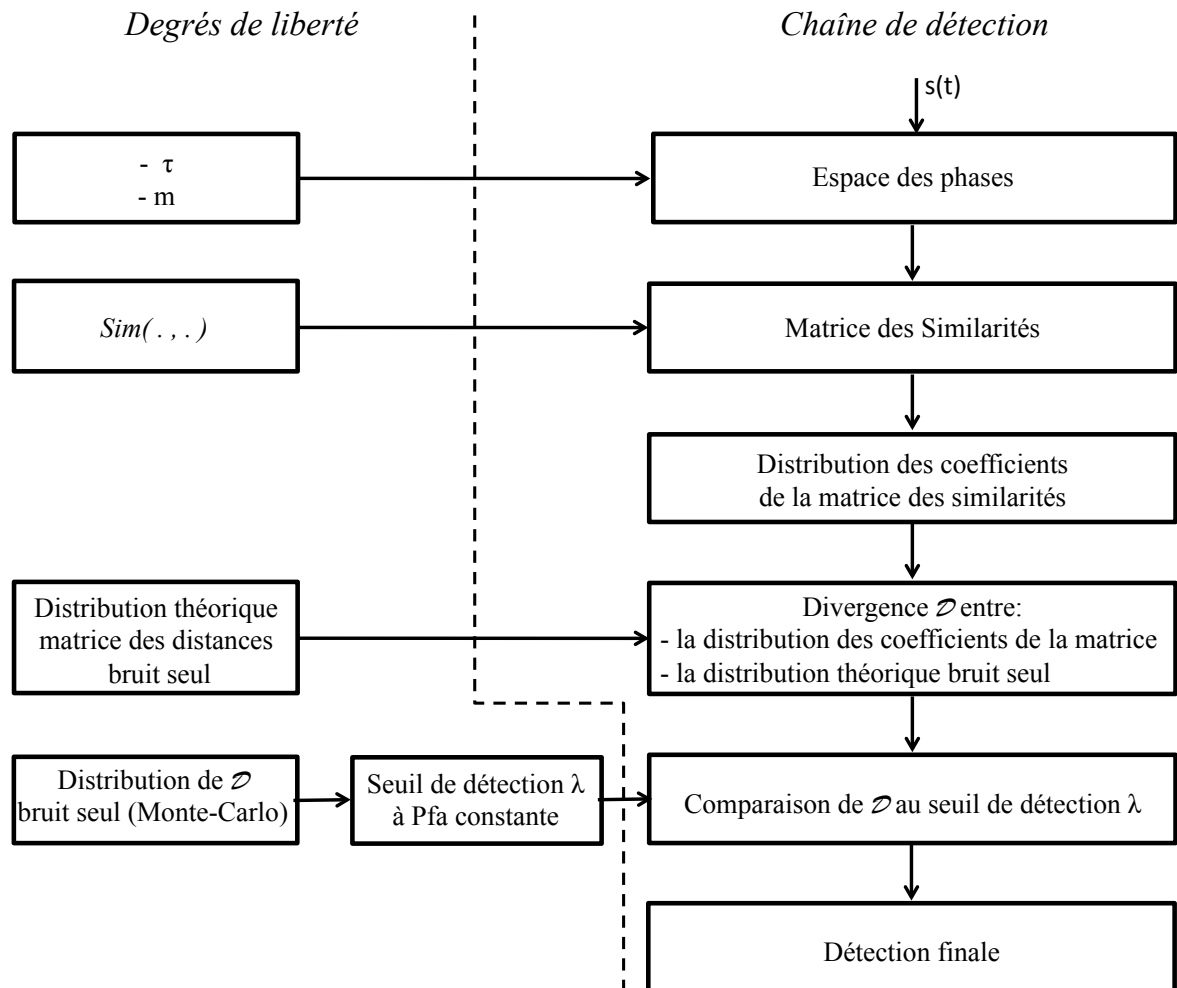 Degrés de liberté
Chaîne de détection
s(t)
- τ
- m
Espace des phases
Sim( . , . )
Matrice des Similarités
Distribution des coefficients
de la matrice des similarités
Distribution théorique
matrice des distances
bruit seul
Divergence 𝒟 entre:
- la distribution des coefficients de la matrice
- la distribution théorique bruit seul
Distribution de 𝒟
bruit seul (Monte-Carlo)
Seuil de détection λ
à Pfa constante
Comparaison de 𝒟 au seuil de détection λ
Détection finale